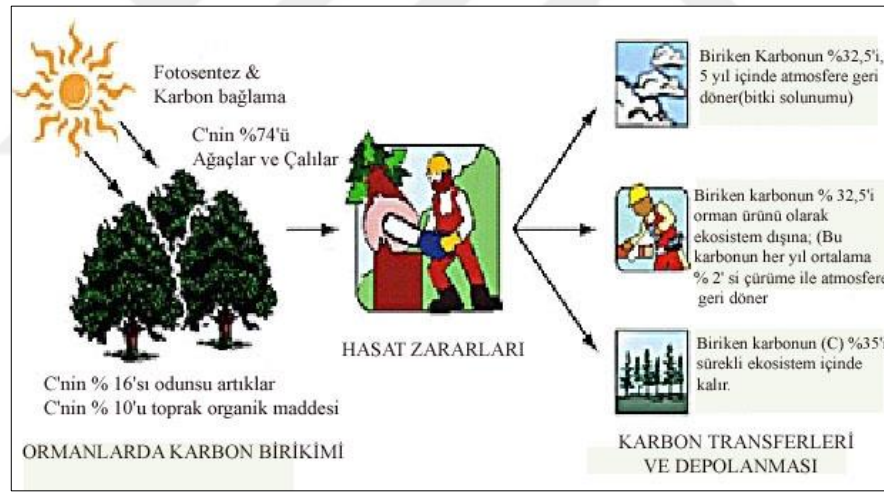 Fotosentez &
Karbon bağlama
C'nin %74'ü
Ağaçlar ve Çalılar
C'nin % 16'sı odunsu artıklar
C'nin % 10'u toprak organik maddesi
ORMANLARDA KARBON BİRİKİMİ
HASAT ZARARLARI
Biriken Karbonun %32,5'i,
5 yıl içinde atmosfere geri
döner(bitki solunumu)
Biriken karbonun % 32,5'i
orman ürünü olarak
ekosistem dışına; (Bu
karbonun her yıl ortalama
% 2' si çürüme ile atmosfere
geri döner
Biriken karbonun (C) %35'i
sürekli ekosistem içinde
kalır.
KARBON TRANSFERLERİ
VE DEPOLANMASI